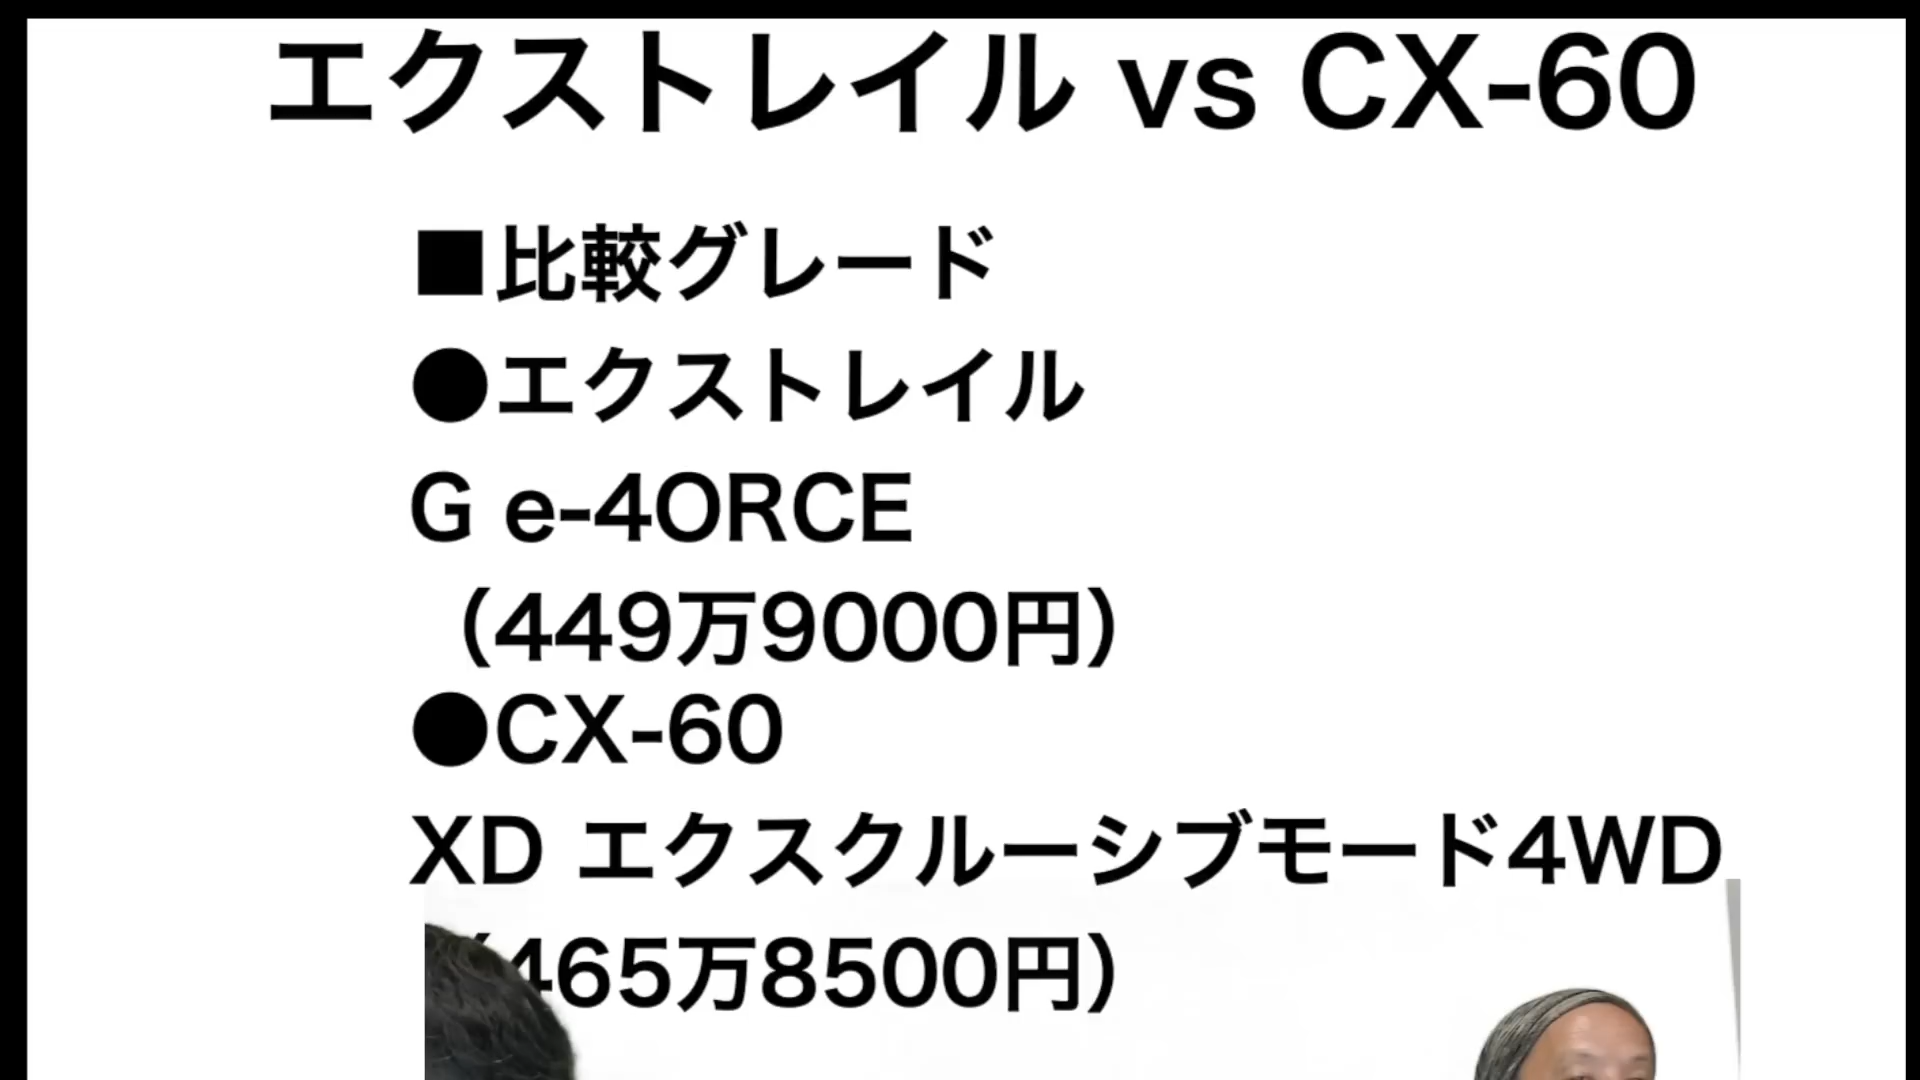 エクストレイル vs CX-60
■比較グレード
●エクストレイル
G e-4ORCE
（449万9000円）
●CX-60
XD エクスクルーシブモード4WD
（465万8500円）